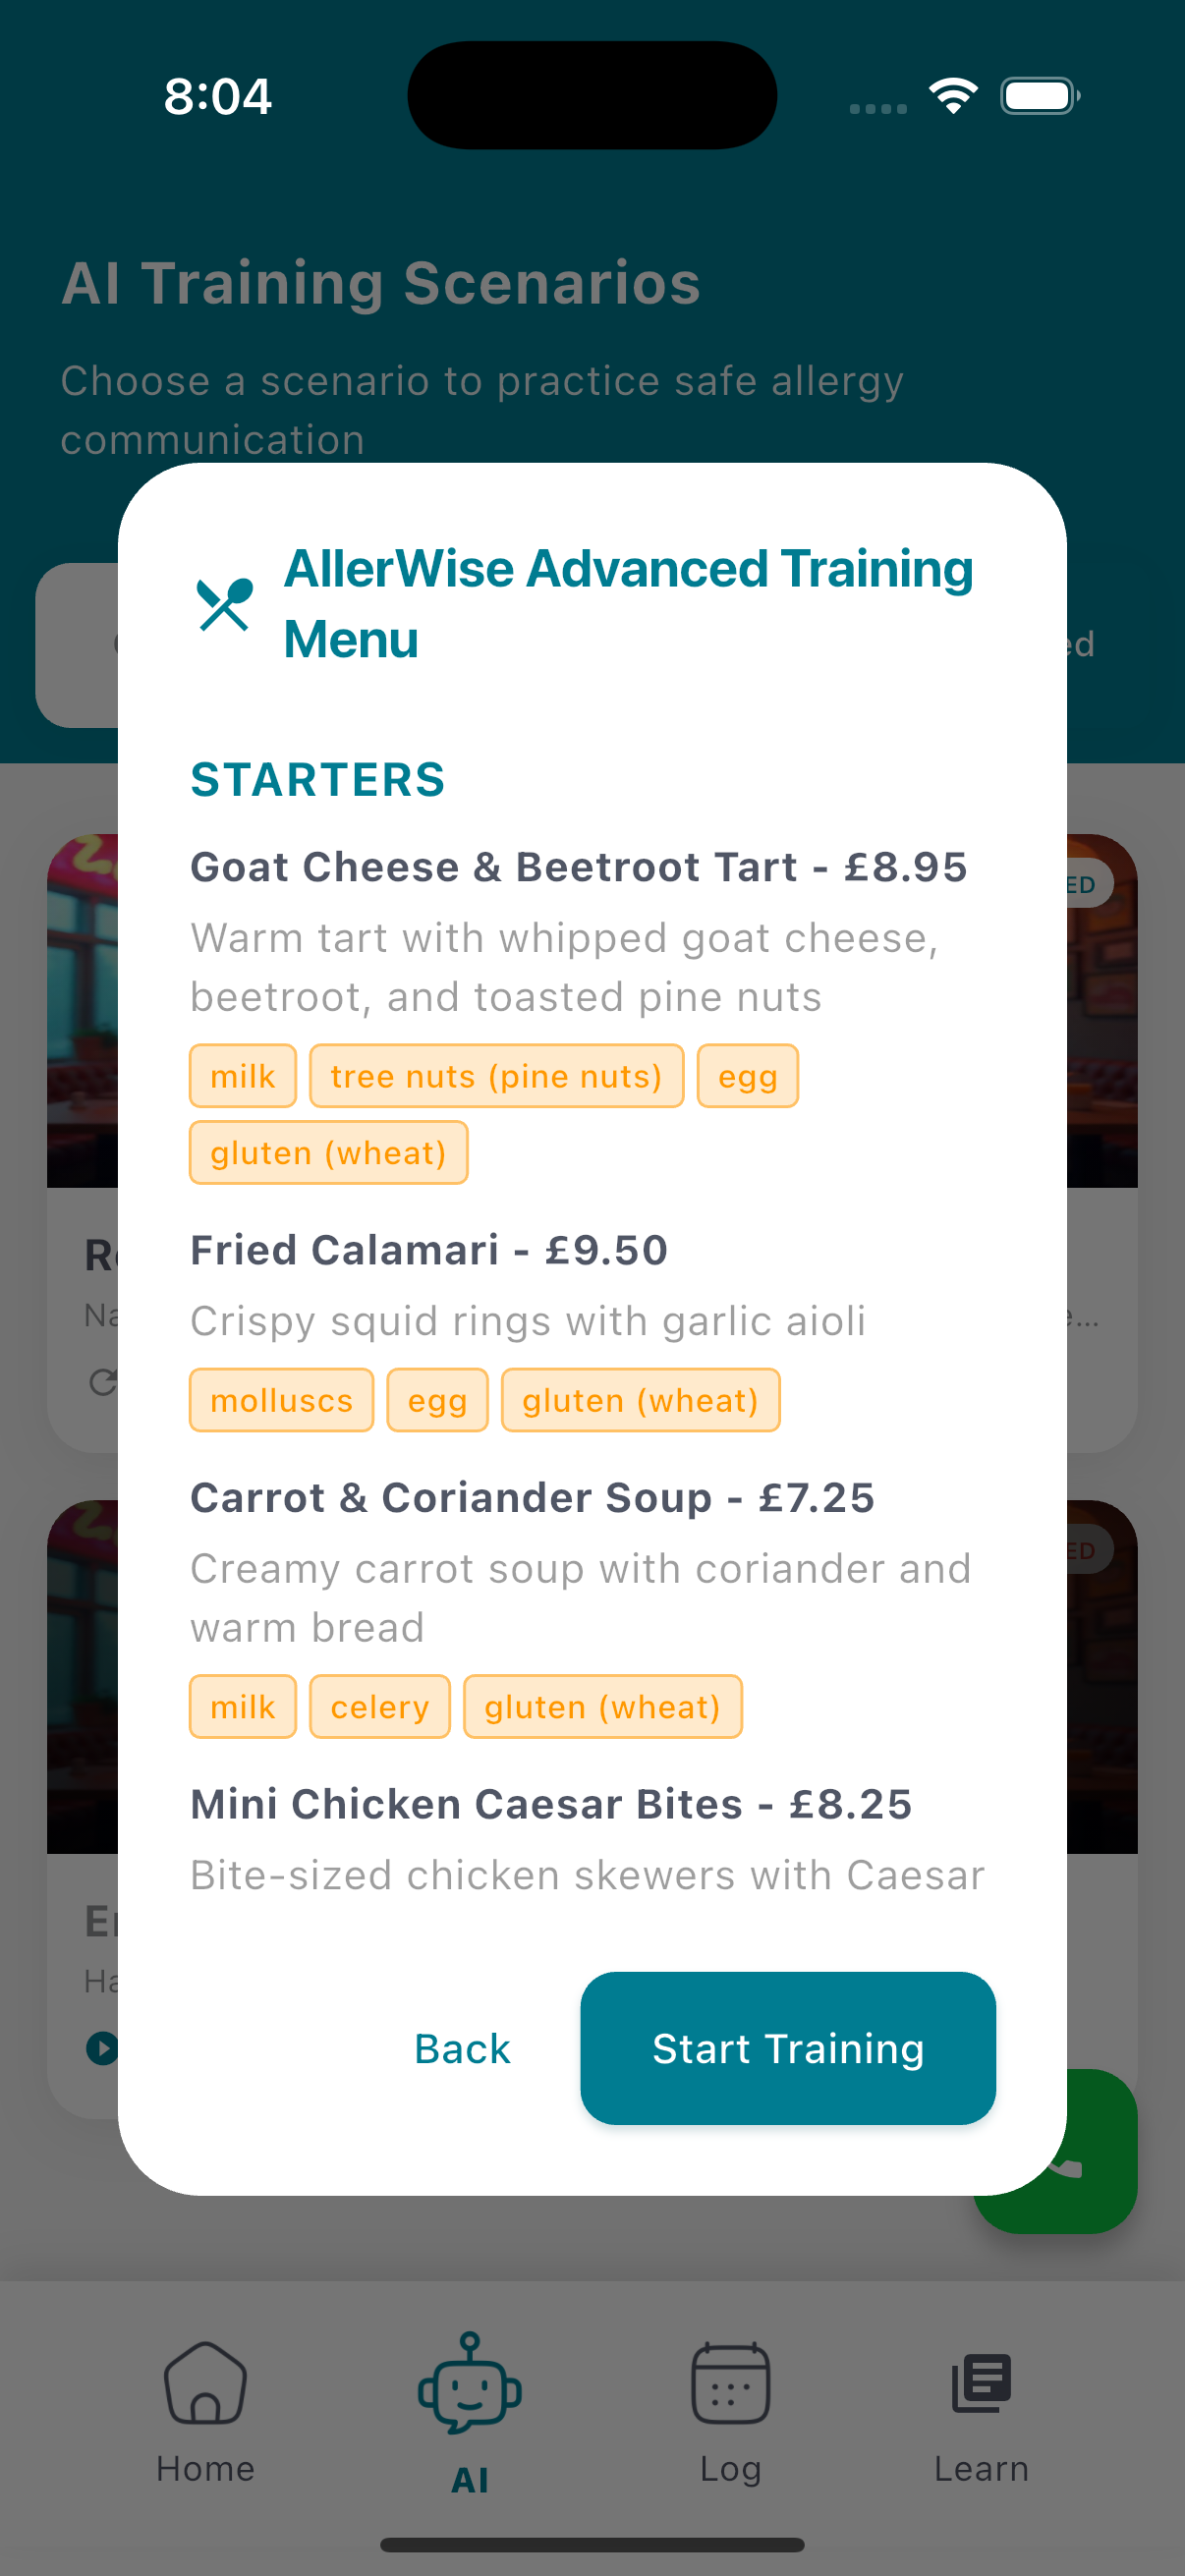 8:04
AI Training Scenarios
Choose a scenario to practice safe allergy
communication
AllerWise Advanced Training
Menu
STARTERS
Goat Cheese & Beetroot Tart - £8.95
Warm tart with whipped goat cheese,
beetroot, and toasted pine nuts
milk tree nuts (pine nuts) egg
gluten (wheat)
Fried Calamari - £9.50
Crispy squid rings with garlic aioli
molluscs egg gluten (wheat)
Carrot & Coriander Soup - £7.25
Creamy carrot soup with coriander and
warm bread
milk celery gluten (wheat)
Mini Chicken Caesar Bites - £8.25
Bite-sized chicken skewers with Caesar
Back Start Training
Home AI Log Learn